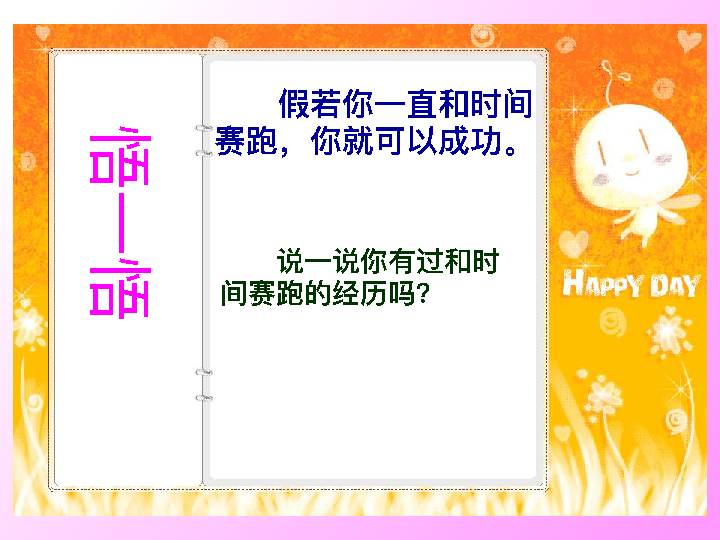 悟一悟
假若你一直和时间
赛跑，你就可以成功。
说一说你有过和时
间赛跑的经历吗?
HAPPY DAY